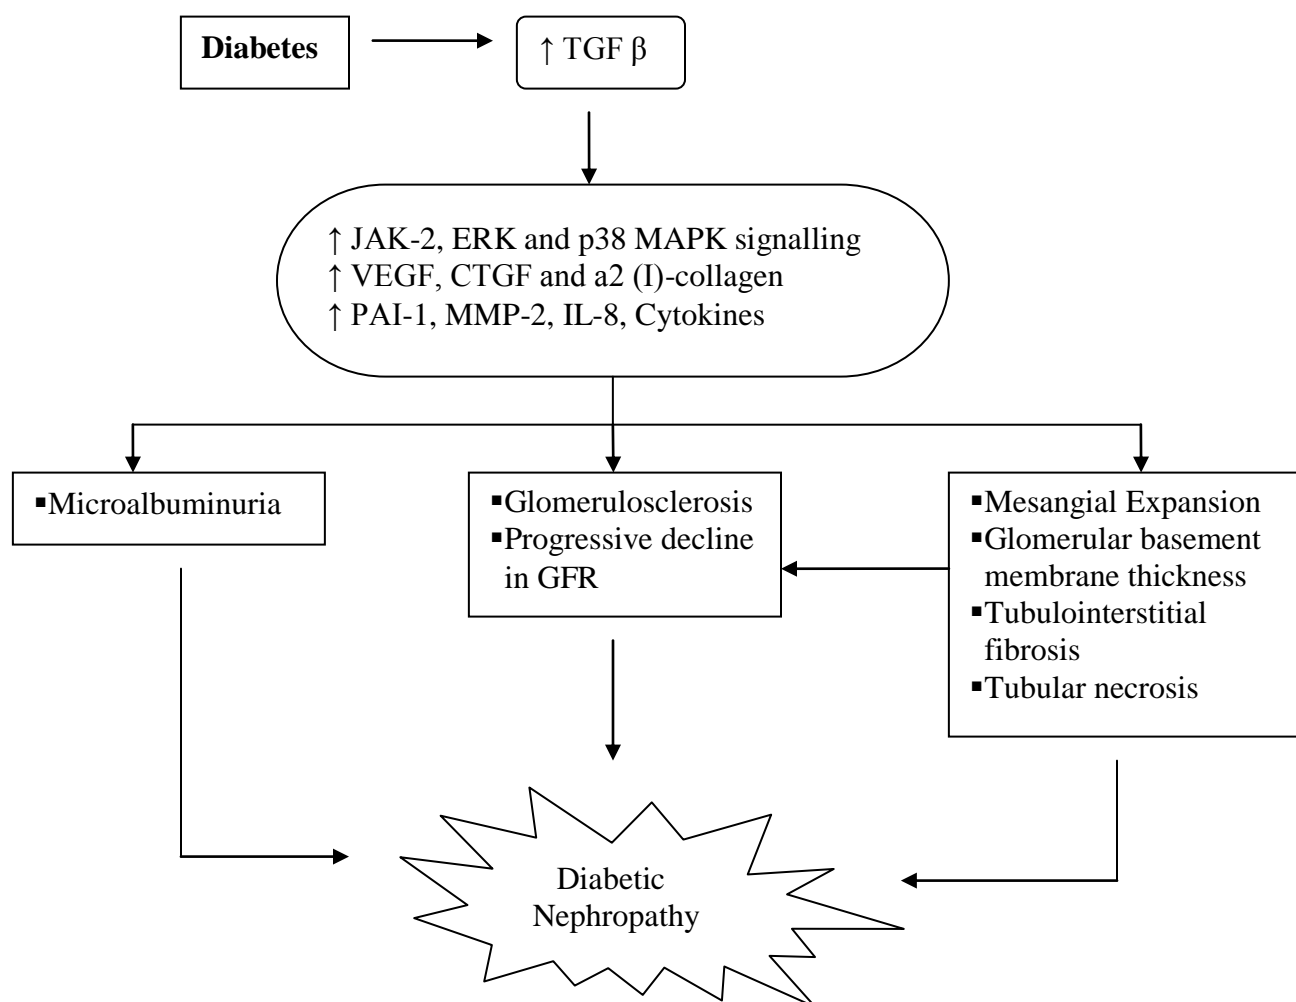 Diabetes
↑ TGF β
↑ JAK-2, ERK and p38 MAPK signalling
↑ VEGF, CTGF and a2 (I)-collagen
↑ PAI-1, MMP-2, IL-8, Cytokines
▪Microalbuminuria
▪Glomerulosclerosis
▪Progressive decline
in GFR
▪Mesangial Expansion
▪Glomerular basement
membrane thickness
▪Tubulointerstitial
fibrosis
▪Tubular necrosis
Diabetic
Nephropathy